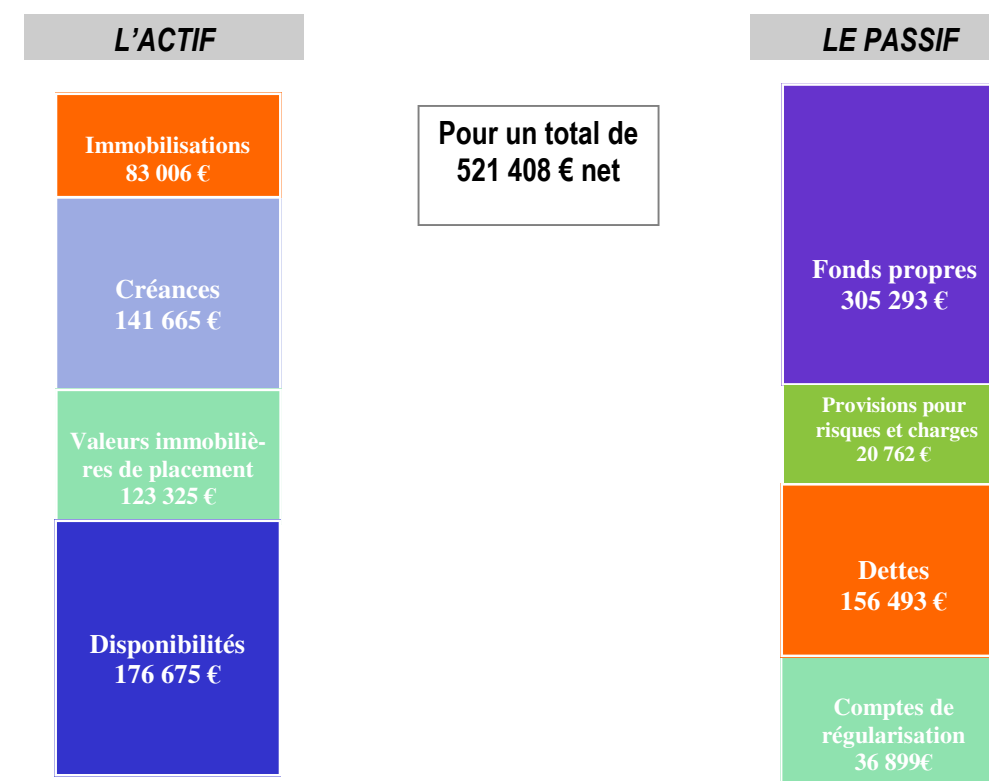 L'ACTIF
Immobilisations
83 006 €
Créances
141 665 €
Valeurs immobiliè-
res de placement
123 325 €
Disponibilités
176 675 €
Pour un total de
521 408 € net
LE PASSIF
Fonds propres
305 293 €
Provisions pour
risques et charges
20 762 €
Dettes
156 493 €
Comptes de
régularisation
36 899€